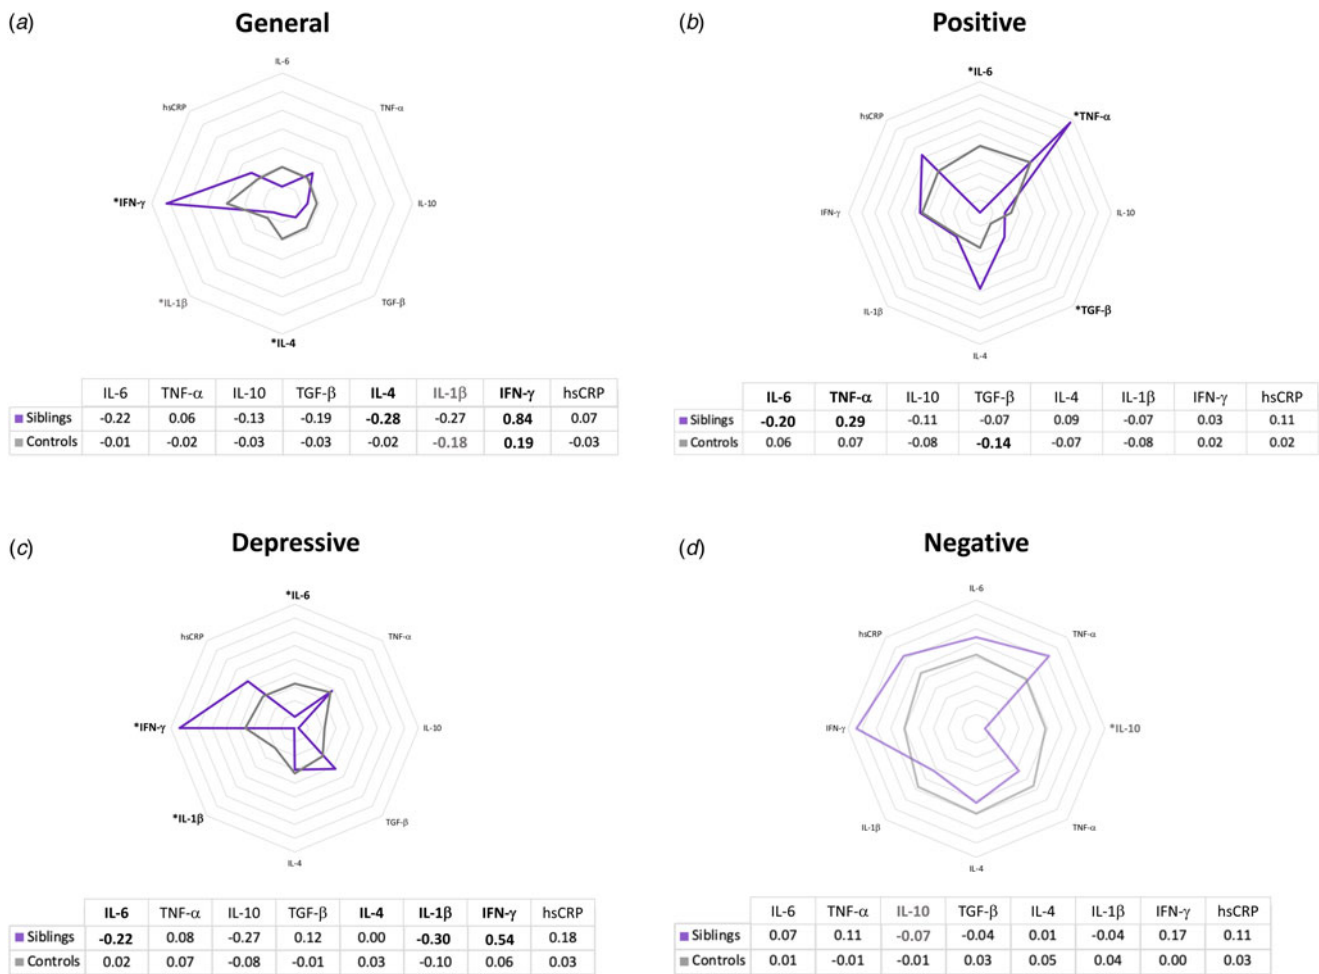 (a) General
IL-6
TNF-α
hsCRP
*IFN-γ
IL-10
*IL-1β
TGF-β
*IL-4
IL-6 TNF-α IL-10 TGF-β IL-4 IL-1β IFN-γ hsCRP
Siblings -0.22 0.06 -0.13 -0.19 -0.28 -0.27 0.84 0.07
Controls -0.01 -0.02 -0.03 -0.03 -0.02 -0.18 0.19 -0.03
(b) Positive
*IL-6
hsCRP
*TNF-α
IFN-γ
IL-10
IL-1β
*TGF-β
IL-4
IL-6 TNF-α IL-10 TGF-β IL-4 IL-1β IFN-γ hsCRP
Siblings -0.20 0.29 -0.11 -0.07 0.09 -0.07 0.03 0.11
Controls 0.06 0.07 -0.08 -0.14 -0.07 -0.08 0.02 0.02
(c) Depressive
*IL-6
hsCRP
TNF-α
*IFN-γ
IL-10
*IL-1β
TGF-β
IL-4
IL-6 TNF-α IL-10 TGF-β IL-4 IL-1β IFN-γ hsCRP
Siblings -0.22 0.08 -0.27 0.12 0.00 -0.30 0.54 0.18
Controls 0.02 0.07 -0.08 -0.01 0.03 -0.10 0.06 0.03
(d) Negative
IL-6
hsCRP
TNF-α
IFN-γ
*IL-10
IL-1β
TNF-α
IL-4
IL-6 TNF-α IL-10 TGF-β IL-4 IL-1β IFN-γ hsCRP
Siblings 0.07 0.11 -0.07 -0.04 0.01 -0.04 0.17 0.11
Controls 0.01 -0.01 -0.01 0.03 0.05 0.04 0.00 0.03